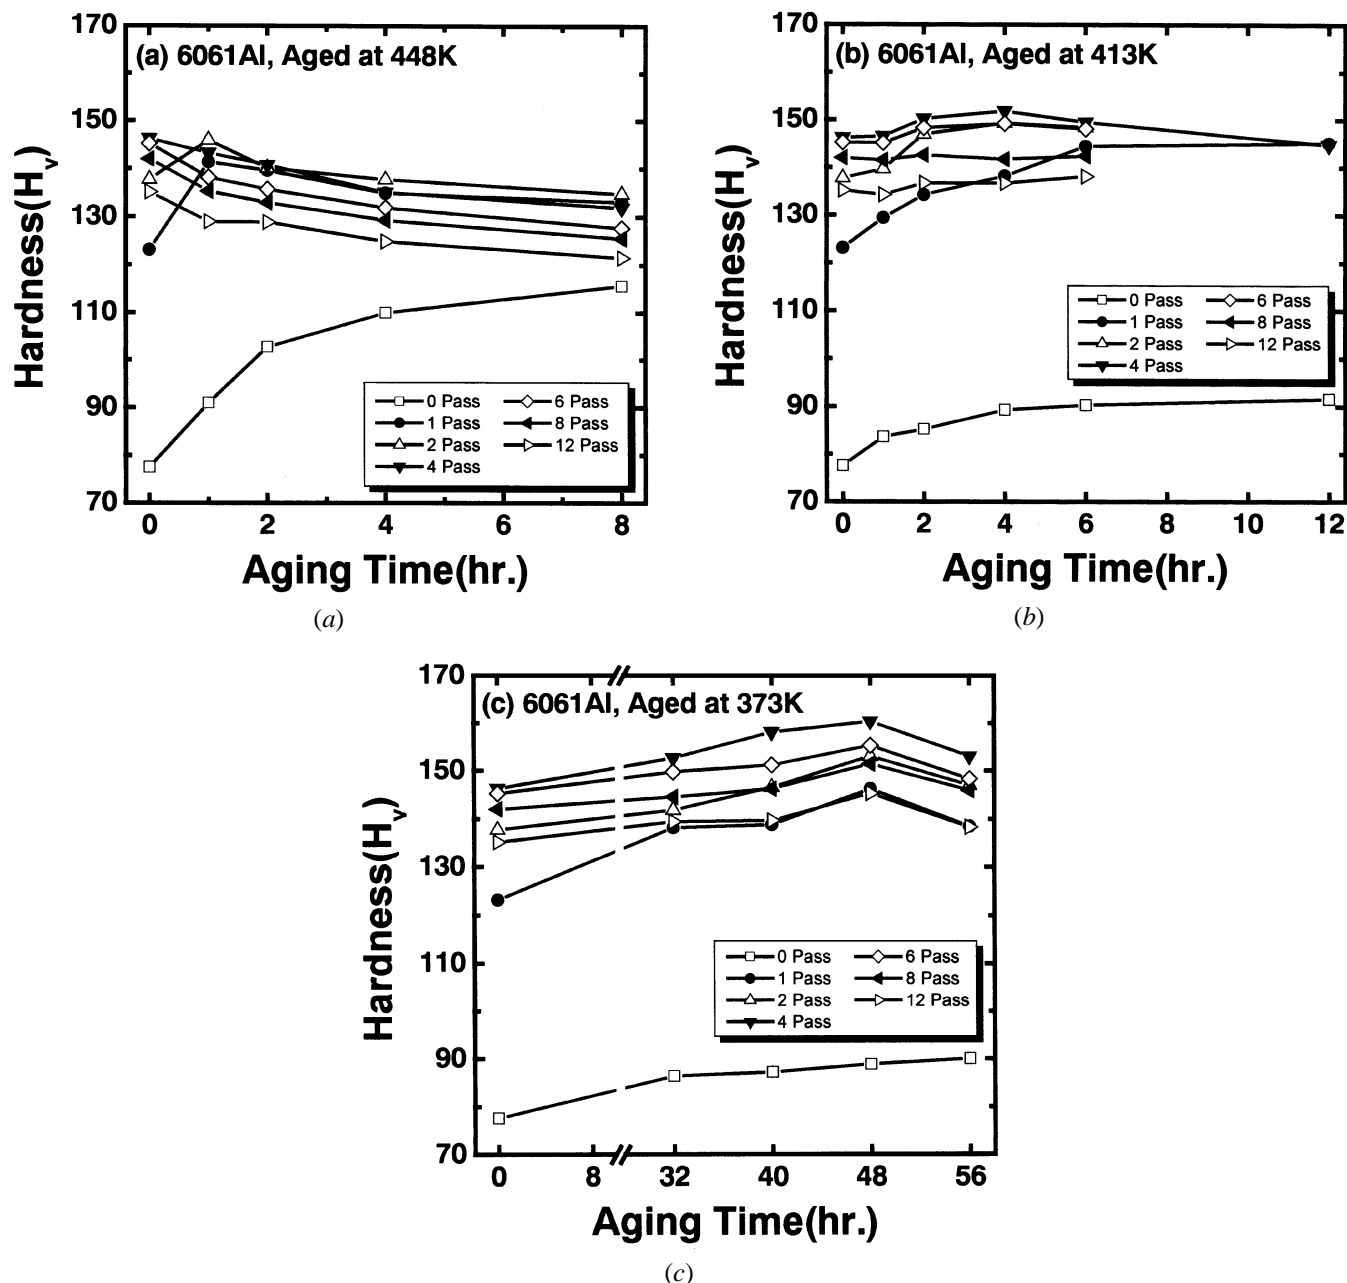 (a) 6061Al, Aged at 448K
170
150
130
110
90
70
Hardness(Hv)
0 Pass
1 Pass
2 Pass
4 Pass
6 Pass
8 Pass
12 Pass
0 2 4 6 8
Aging Time(hr.)
(a)
(b) 6061Al, Aged at 413K
170
150
130
110
90
70
Hardness(Hv)
0 Pass
1 Pass
2 Pass
4 Pass
6 Pass
8 Pass
12 Pass
0 2 4 6 8 10 12
Aging Time(hr.)
(b)
(c) 6061Al, Aged at 373K
170
150
130
110
90
70
Hardness(Hv)
0 Pass
1 Pass
2 Pass
4 Pass
6 Pass
8 Pass
12 Pass
0 8 32 40 48 56
Aging Time(hr.)
(c)